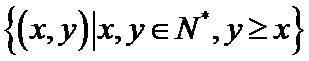 {(x, y)|x, y ∈ N*, y ≥ x}